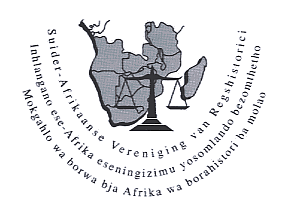 Suider-Afrikaanse Vereniging van Regshistorici
Inhlangano ese-Afrika eseningizimu yosomlando bezomthetho
Mokgahlo wa borwa bja Afrika wa borahistori ba molao